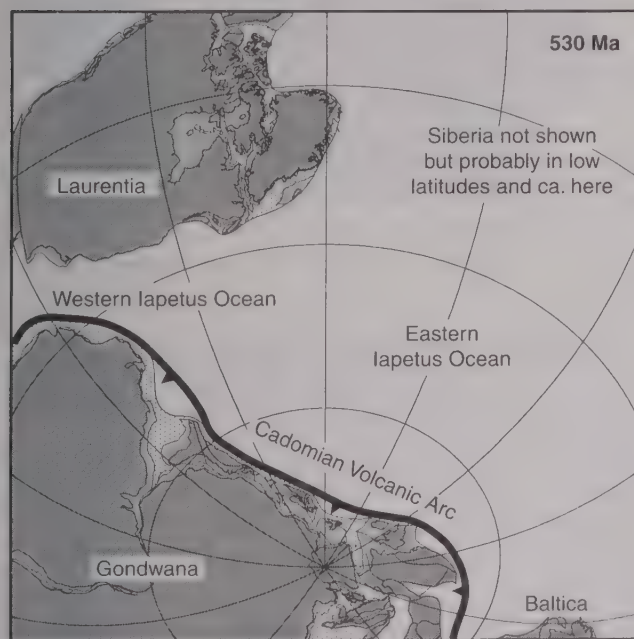 530 Ma
Siberia not shown
but probably in low
latitudes and ca. here
Laurentia
Western Iapetus Ocean
Eastern
Iapetus Ocean
Cadomian Volcanic Arc
Gondwana
Baltica